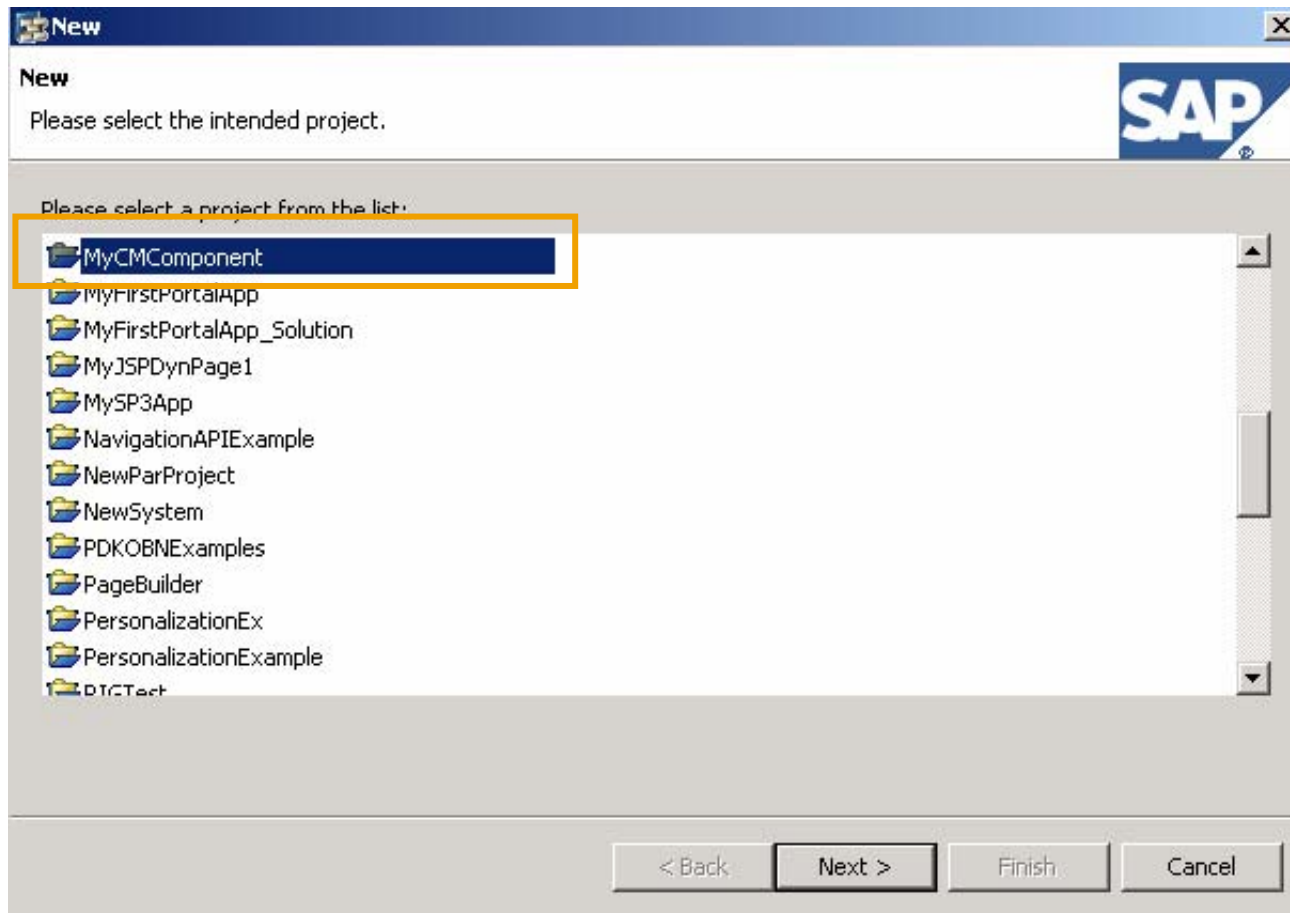 New
New
Please select the intended project.
SAP
®
Please select a project from the list:
MyCMComponent
MyFirstPortalApp
MyFirstPortalApp_Solution
MyJSPDynPage1
MySP3App
NavigationAPIExample
NewParProject
NewSystem
PDKOBNExamples
PageBuilder
PersonalizationEx
PersonalizationExample
RIGTest
< Back Next > Finish Cancel